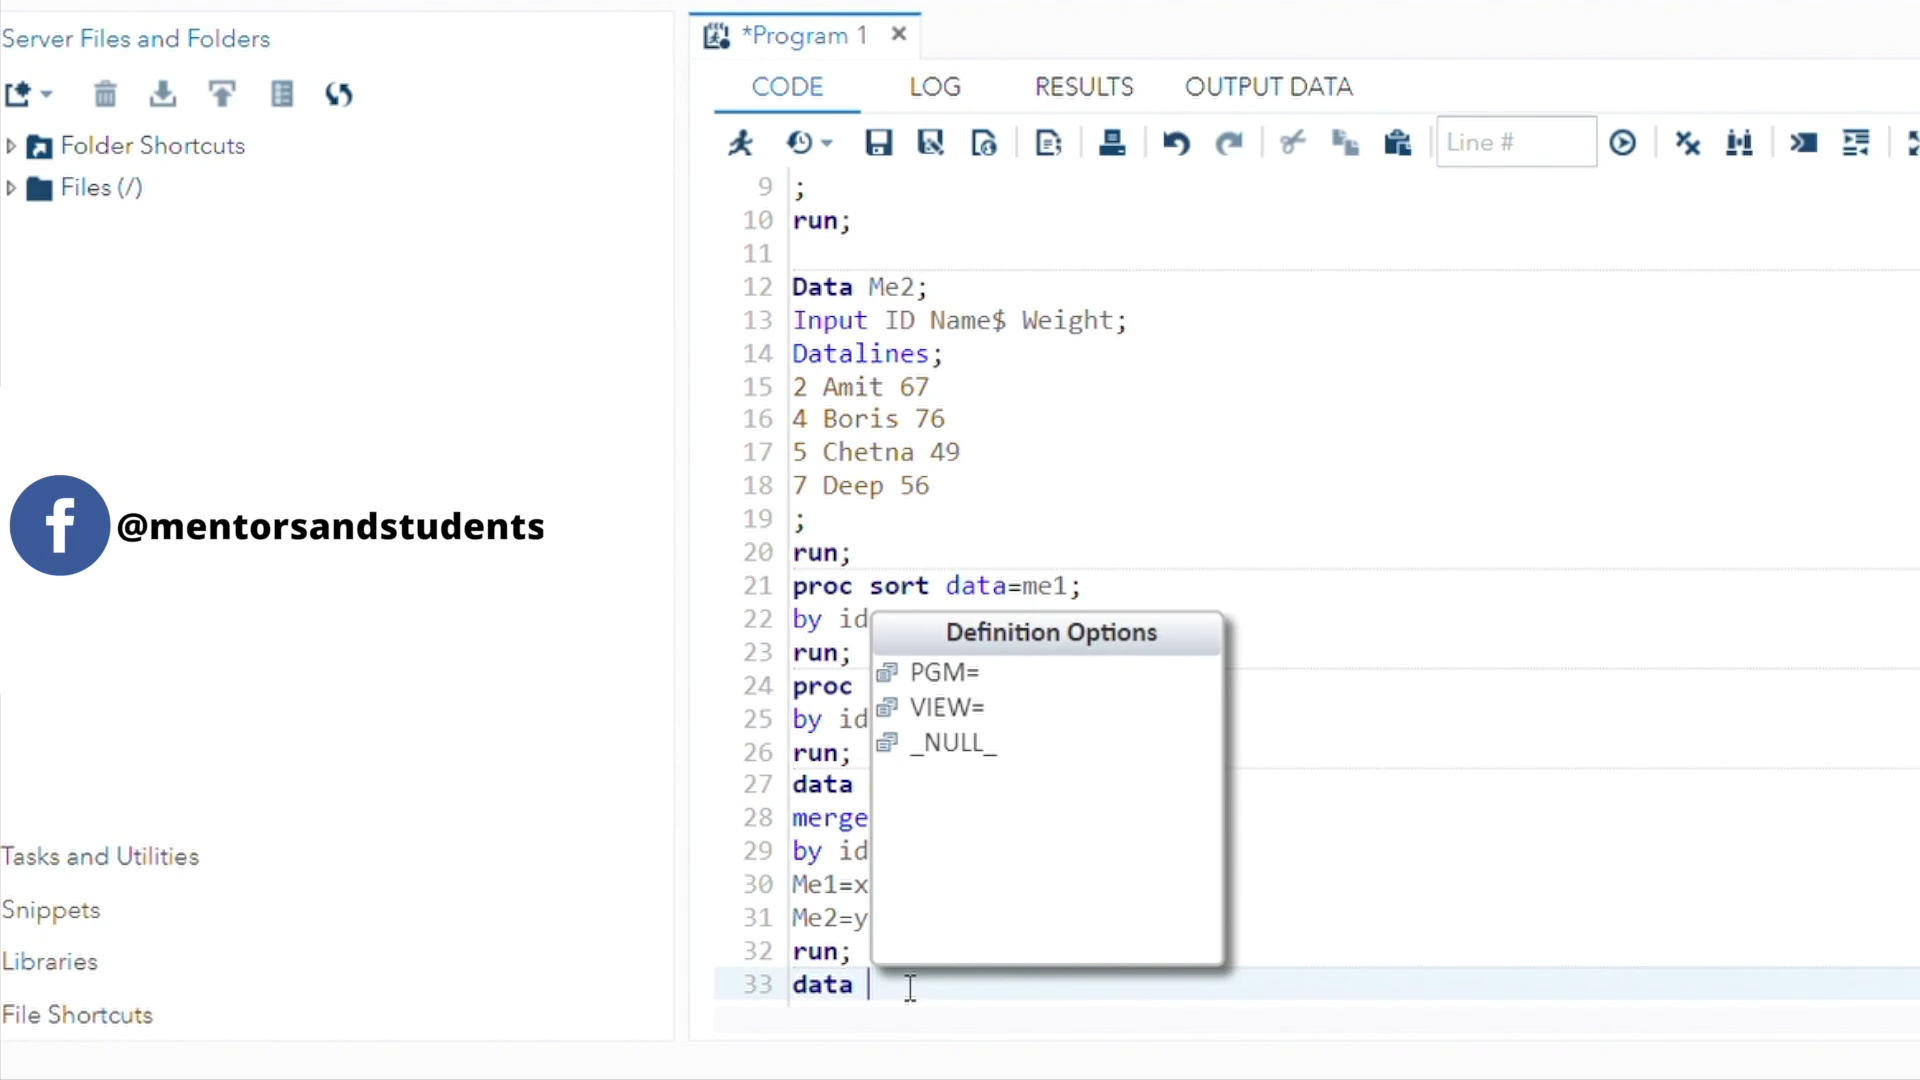 Server Files and Folders
Folder Shortcuts
Files (/)
@mentorsandstudents
Tasks and Utilities
Snippets
Libraries
File Shortcuts
*Program 1
CODE LOG RESULTS OUTPUT DATA
Line #
9 ;
10 run;
11
12 Data Me2;
13 Input ID Name$ Weight;
14 Datalines;
15 2 Amit 67
16 4 Boris 76
17 5 Chetna 49
18 7 Deep 56
19 ;
20 run;
21 proc sort data=me1;
22 by id
23 run;
24 proc
25 by id
26 run;
27 data
28 merge
29 by id
30 Me1=x
31 Me2=y
32 run;
33 data
Definition Options
PGM=
VIEW=
_NULL_